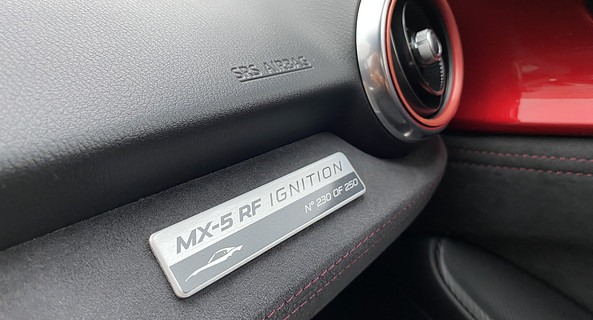 SRS AIRBAG
MX-5 RF IGNITION
Nº 230 OF 250